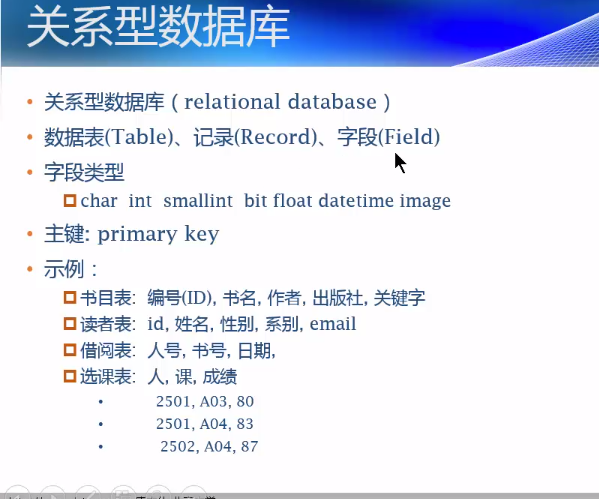 关系型数据库
• 关系型数据库（relational database）
• 数据表(Table)、记录(Record)、字段(Field)
• 字段类型
char int smallint bit float datetime image
• 主键: primary key
• 示例：
书目表: 编号(ID), 书名, 作者, 出版社, 关键字
读者表: id, 姓名, 性别, 系别, email
借阅表: 人号, 书号, 日期,
选课表: 人, 课, 成绩
• 2501, A03, 80
• 2501, A04, 83
• 2502, A04, 87